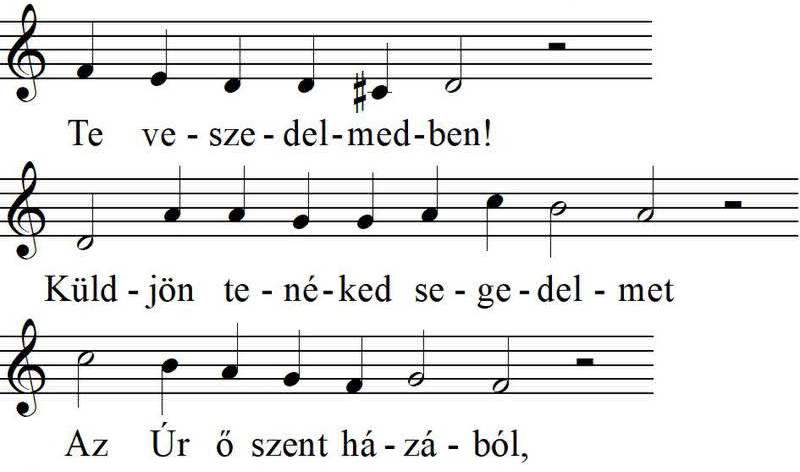 Te ve - sze - del - med - ben!
Küld - jön te - né - ked se - ge - del - met
Az Úr ő szent há - zá - ból,